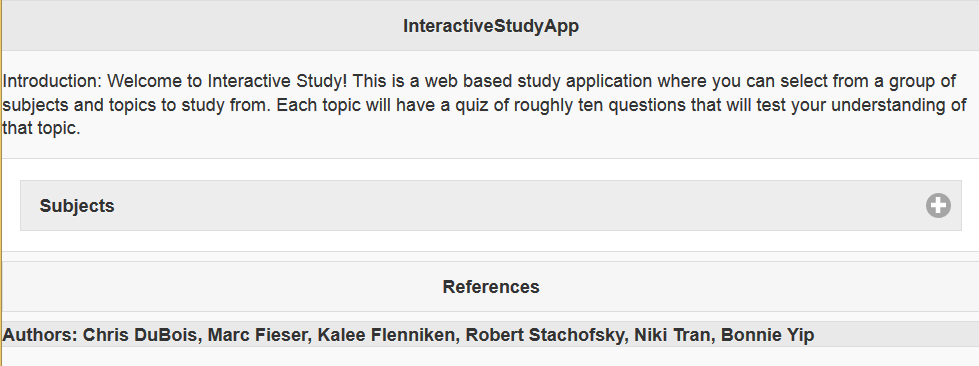 InteractiveStudyApp
Introduction: Welcome to Interactive Study! This is a web based study application where you can select from a group of
subjects and topics to study from. Each topic will have a quiz of roughly ten questions that will test your understanding of
that topic.
Subjects
References
Authors: Chris DuBois, Marc Fieser, Kalee Flenniken, Robert Stachofsky, Niki Tran, Bonnie Yip